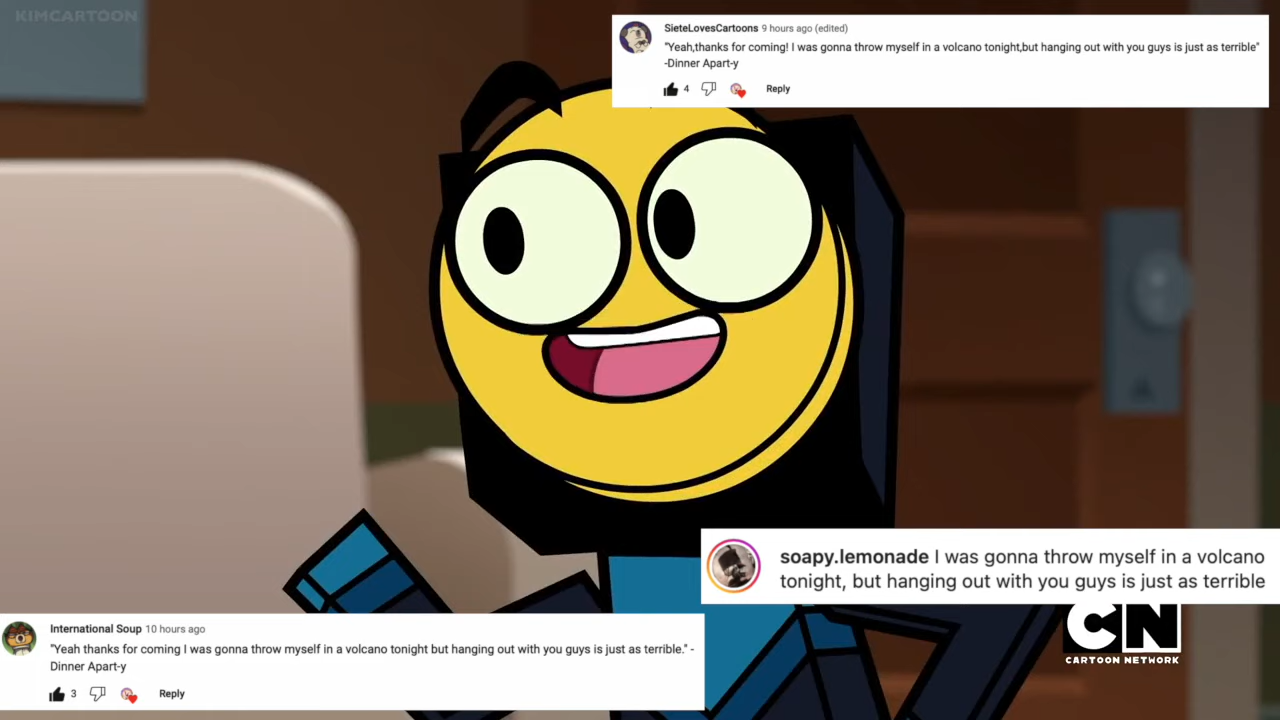 KIMCARTOON
SieteLovesCartoons 9 hours ago (edited)
"Yeah,thanks for coming! I was gonna throw myself in a volcano tonight,but hanging out with you guys is just as terrible"
-Dinner Apart-y
4 Reply
soapy.lemonade I was gonna throw myself in a volcano
tonight, but hanging out with you guys is just as terrible
International Soup 10 hours ago
"Yeah thanks for coming I was gonna throw myself in a volcano tonight but hanging out with you guys is just as terrible." -
Dinner Apart-y
3 Reply
CN
CARTOON NETWORK